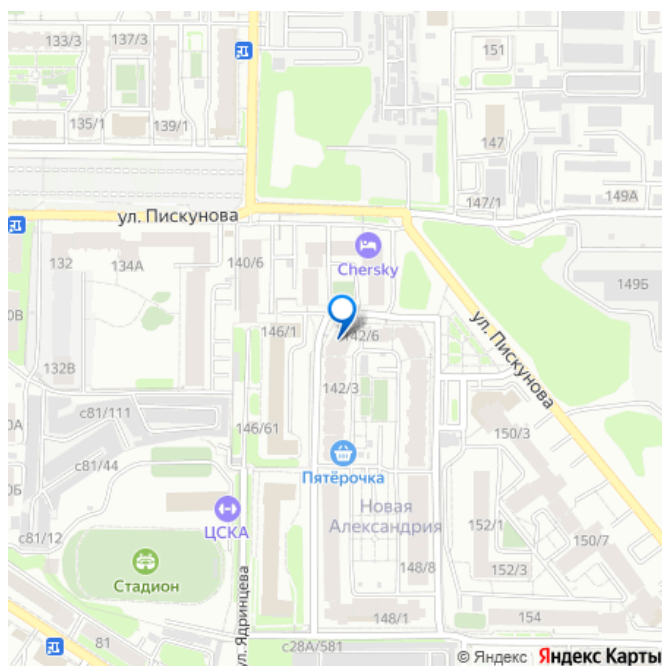 133/3
137/3
151
135/1
139/1
147
ул. Пискунова
147/1
149А
132
134А
140/6
Chersky
149Б
0В
146/1
142/6
ул. Пискунова
132В
142/3
с81/111
146/61
150/3
0А
с81/44
Пятёрочка
0Б
ЦСКА
Новая
Александрия
152/1
150/7
с81/12
Стадион
148/8
152/3
ул. Ядринцева
148/1
154
81
с28А/581
© Яндекс Яндекс Карты